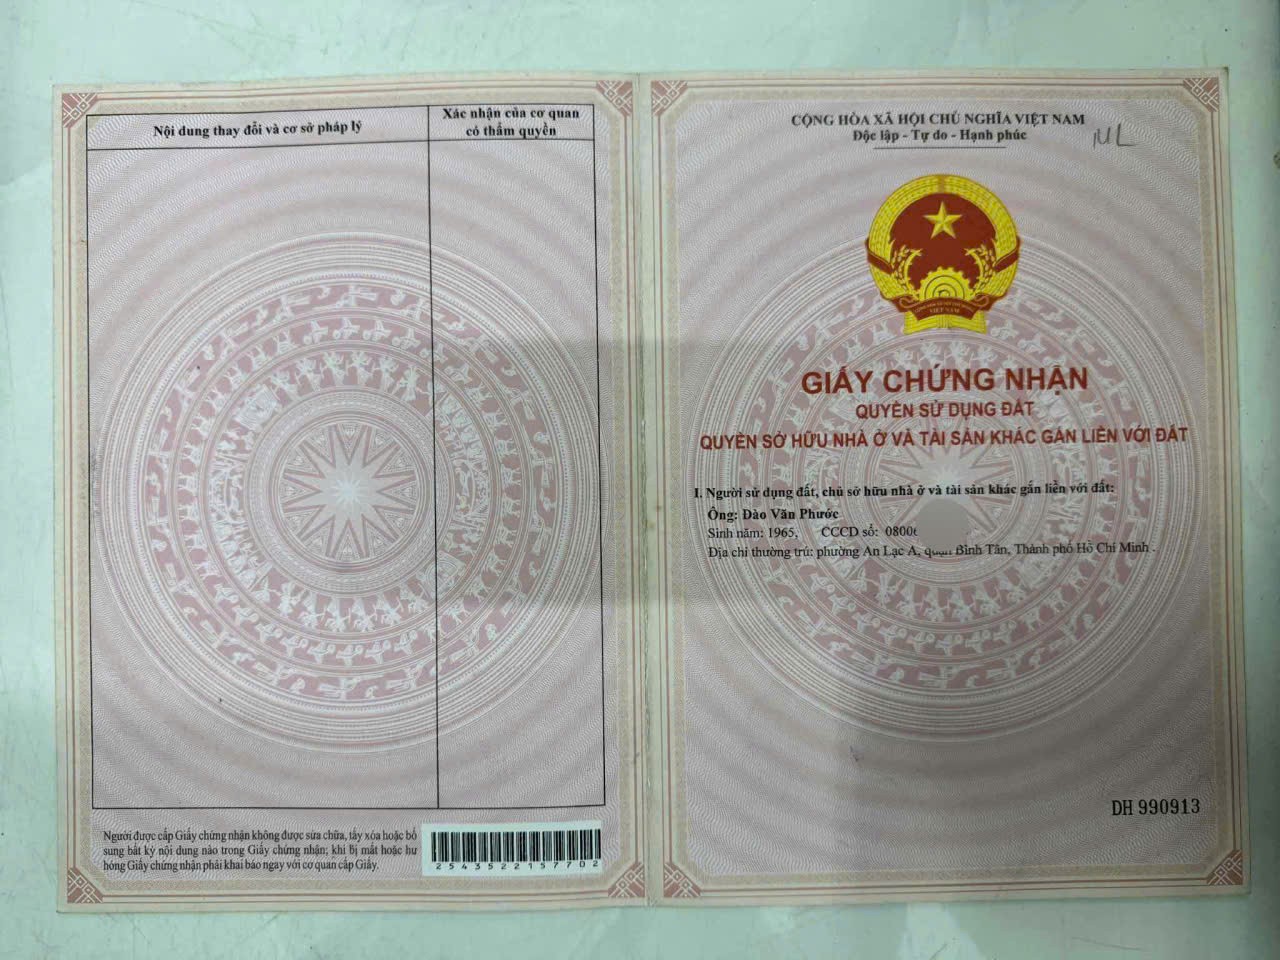 Nội dung thay đổi và cơ sở pháp lý
Xác nhận của cơ quan
có thẩm quyền
Người được cấp Giấy chứng nhận không được sửa chữa, tẩy xóa hoặc bổ
sung bất kỳ nội dung nào trong Giấy chứng nhận; khi bị mất hoặc hư
hỏng Giấy chứng nhận phải khai báo ngay với cơ quan cấp Giấy.
2543522157702
CỘNG HÒA XÃ HỘI CHỦ NGHĨA VIỆT NAM
Độc lập - Tự do - Hạnh phúc
VIỆT NAM
GIẤY CHỨNG NHẬN
QUYỀN SỬ DỤNG ĐẤT
QUYỀN SỞ HỮU NHÀ Ở VÀ TÀI SẢN KHÁC GẮN LIỀN VỚI ĐẤT
I. Người sử dụng đất, chủ sở hữu nhà ở và tài sản khác gắn liền với đất:
Ông: Đào Văn Phước
Sinh năm: 1965, CCCD số: 0800
Địa chỉ thường trú: phường An Lạc A, quận Bình Tân, Thành phố Hồ Chí Minh .
DH 990913